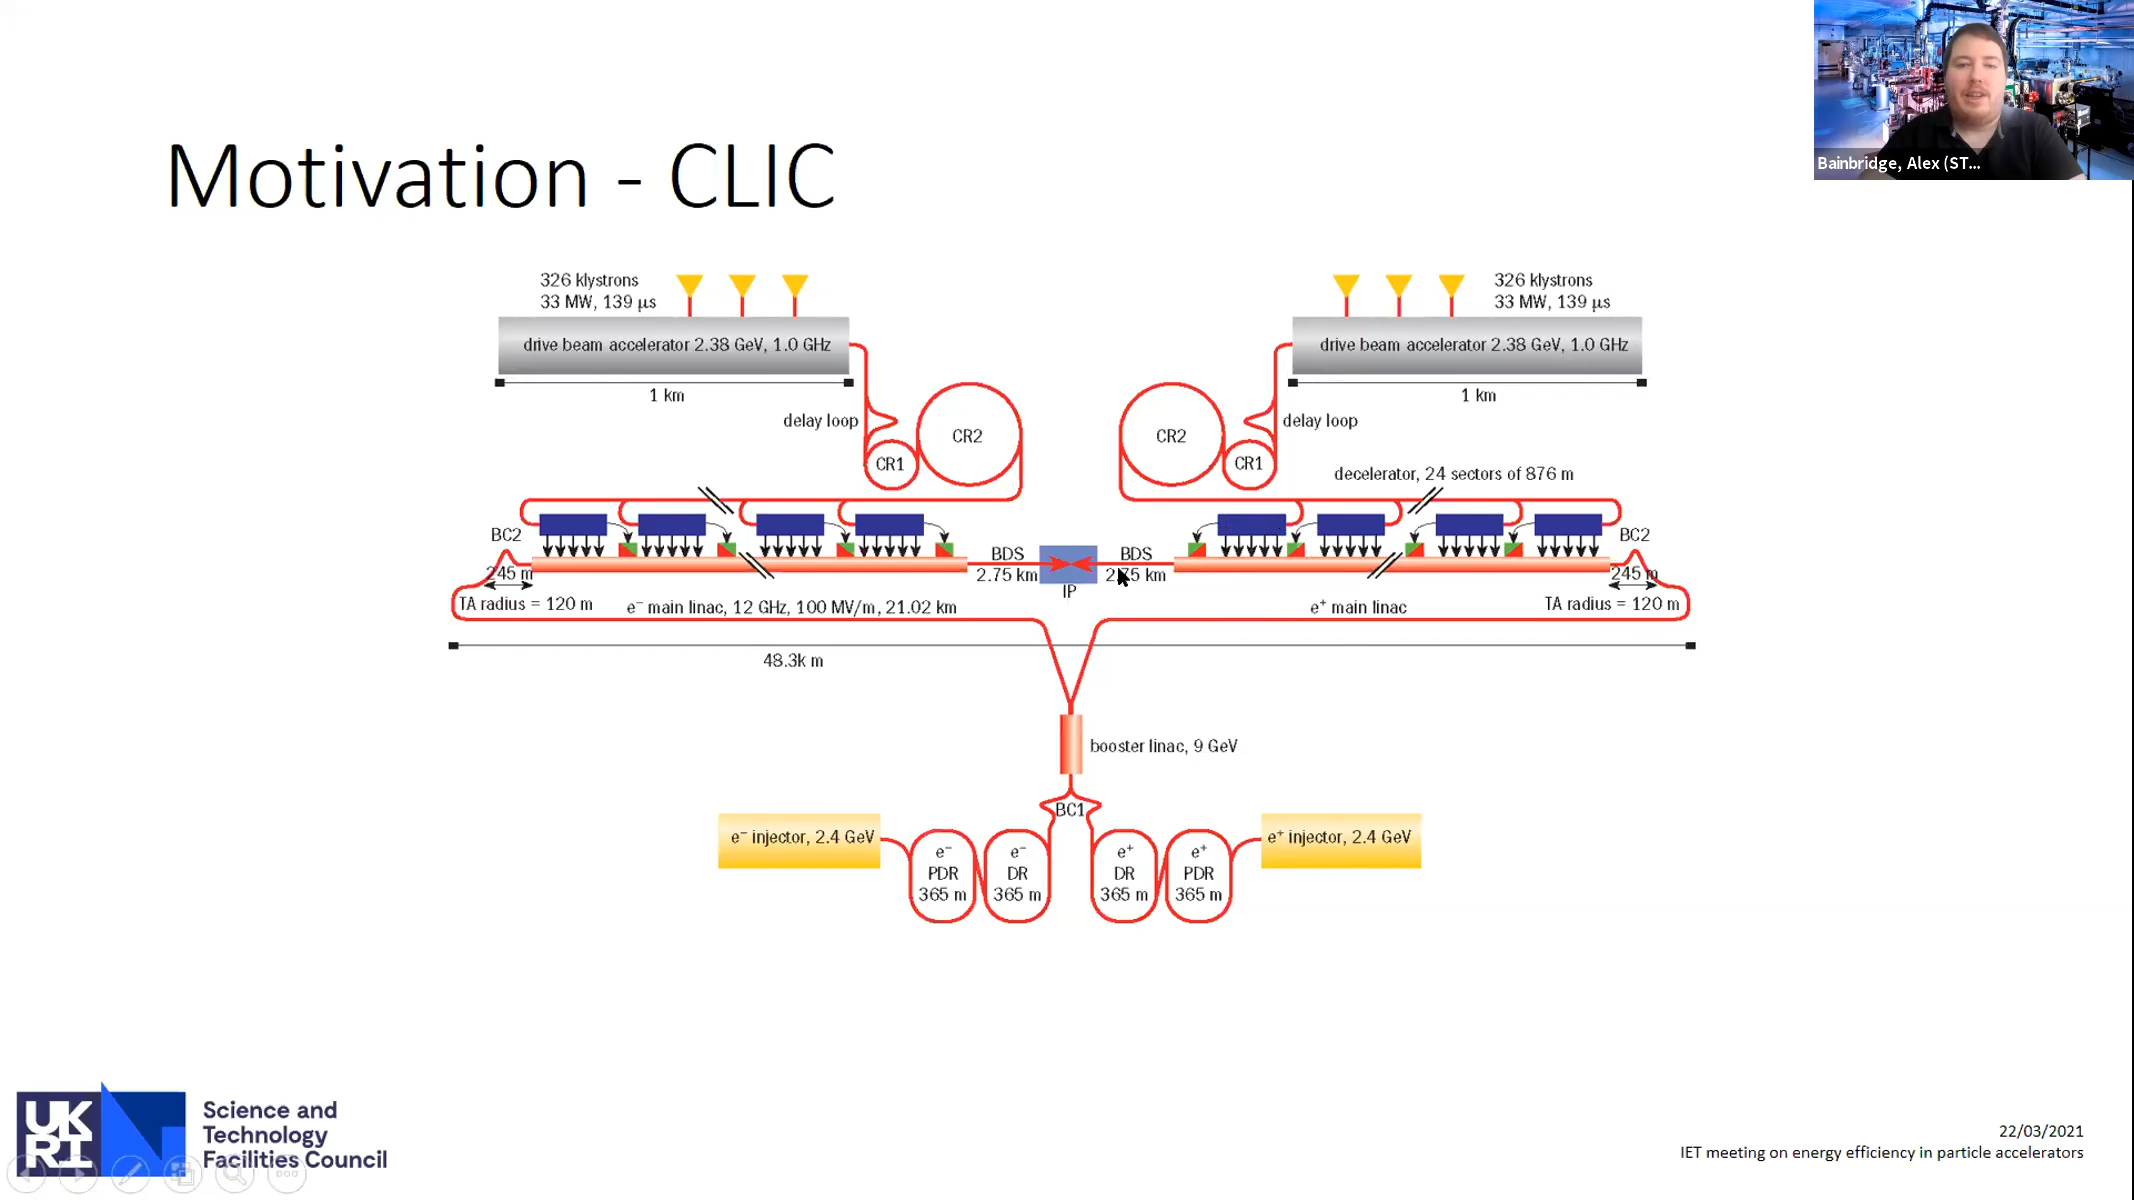 Bainbridge, Alex (ST...
Motivation - CLIC
326 klystrons
33 MW, 139 μs
326 klystrons
33 MW, 139 μs
drive beam accelerator 2.38 GeV, 1.0 GHz
drive beam accelerator 2.38 GeV, 1.0 GHz
1 km
1 km
delay loop
CR2
CR1
CR2
CR1
delay loop
decelerator, 24 sectors of 876 m
BC2
BC2
BDS
2.75 km
BDS
2.75 km
IP
245 m
245 m
TA radius = 120 m
e⁻ main linac, 12 GHz, 100 MV/m, 21.02 km
e⁺ main linac
TA radius = 120 m
48.3k m
booster linac, 9 GeV
BC1
e⁻ injector, 2.4 GeV
e⁻
PDR
365 m
e⁻
DR
365 m
e⁺
DR
365 m
e⁺
PDR
365 m
e⁺ injector, 2.4 GeV
UK
RI
Science and
Technology
Facilities Council
22/03/2021
IET meeting on energy efficiency in particle accelerators